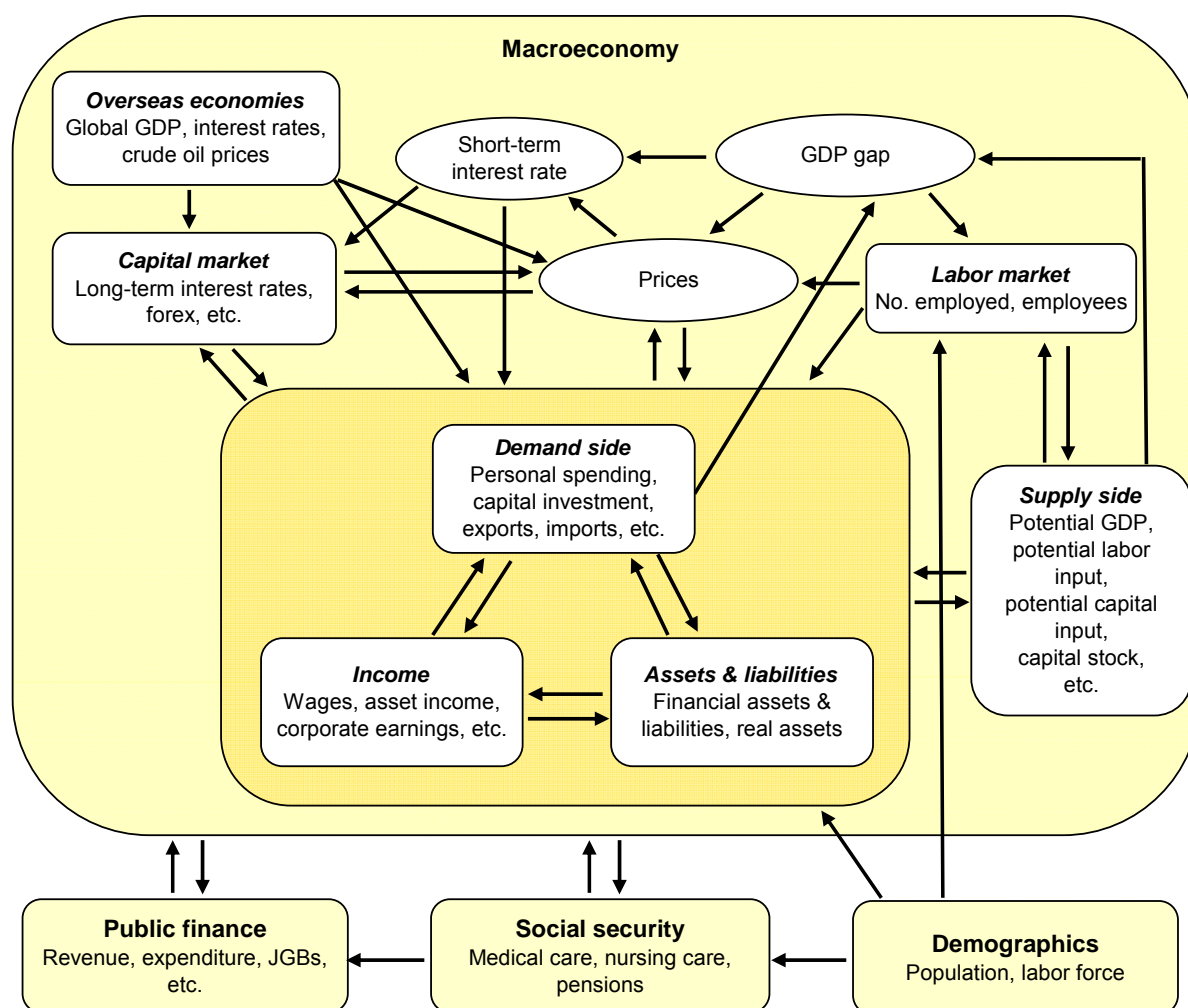 Macroeconomy
Overseas economies
Global GDP, interest rates,
crude oil prices
Short-term
interest rate
GDP gap
Capital market
Long-term interest rates,
forex, etc.
Prices
Labor market
No. employed, employees
Demand side
Personal spending,
capital investment,
exports, imports, etc.
Supply side
Potential GDP,
potential labor
input,
potential capital
input,
capital stock,
etc.
Income
Wages, asset income,
corporate earnings, etc.
Assets & liabilities
Financial assets &
liabilities, real assets
Public finance
Revenue, expenditure, JGBs,
etc.
Social security
Medical care, nursing care,
pensions
Demographics
Population, labor force